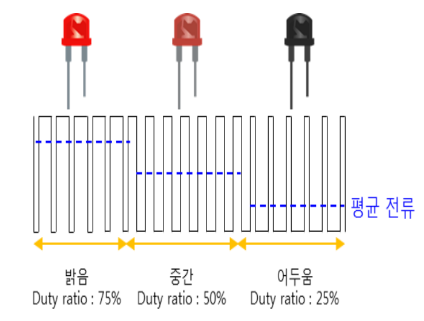 평균 전류
밝음
Duty ratio : 75%
중간
Duty ratio : 50%
어두움
Duty ratio : 25%